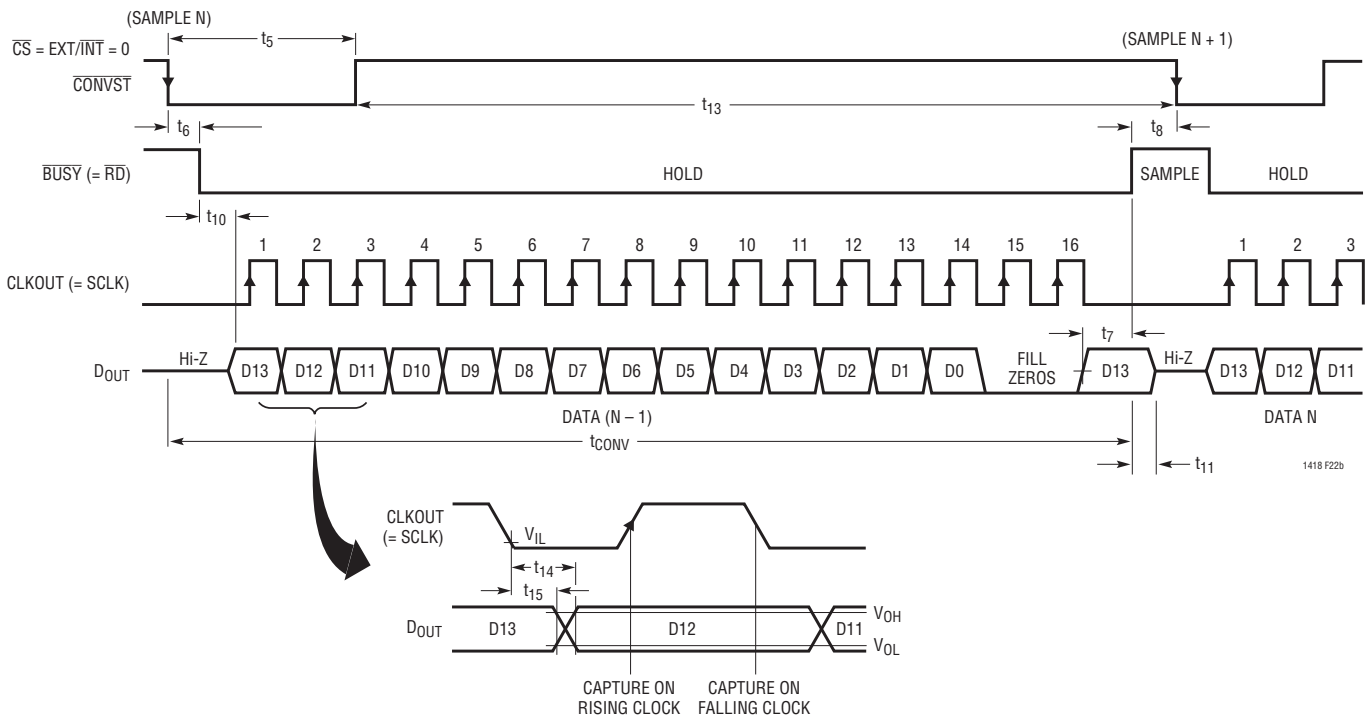 (SAMPLE N)
t5
(SAMPLE N + 1)
CS = EXT/INT = 0
CONVST
t13
t6
t8
BUSY (= RD)
HOLD
SAMPLE
HOLD
t10
1 2 3 4 5 6 7 8 9 10 11 12 13 14 15 16 1 2 3
CLKOUT (= SCLK)
t7
DOUT
Hi-Z
D13 D12 D11 D10 D9 D8 D7 D6 D5 D4 D3 D2 D1 D0
FILL
ZEROS
D13
Hi-Z
D13 D12 D11
DATA (N – 1)
DATA N
tCONV
t11
1418 F22b
CLKOUT
(= SCLK)
VIL
t14
t15
DOUT
D13
D12
D11
VOH
VOL
CAPTURE ON
RISING CLOCK
CAPTURE ON
FALLING CLOCK